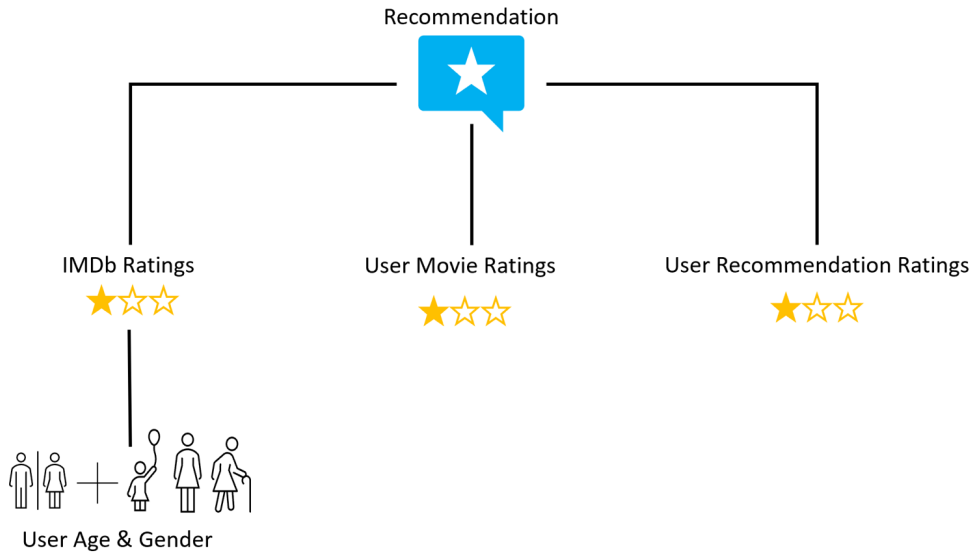 Recommendation
IMDb Ratings
User Movie Ratings
User Recommendation Ratings
User Age & Gender